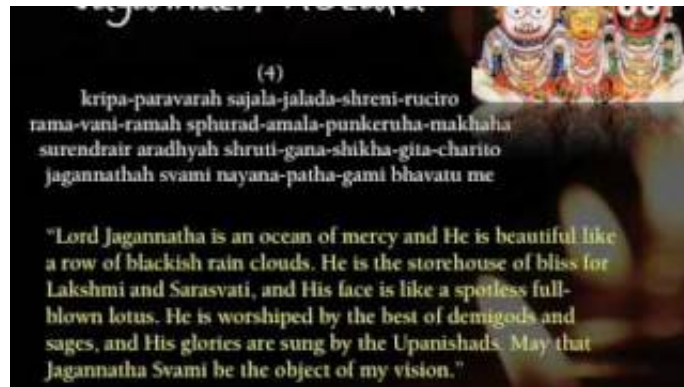 (4)
kripa-paravarah sajala-jalada-shreni-ruciro
rama-vani-ramah sphurad-amala-punkeruha-makhaha
surendrair aradhyah shruti-gana-shikha-gita-charito
jagannathah svami nayana-patha-gami bhavatu me
"Lord Jagannatha is an ocean of mercy and He is beautiful like
a row of blackish rain clouds. He is the storehouse of bliss for
Lakshmi and Sarasvati, and His face is like a spotless full-
blown lotus. He is worshiped by the best of demigods and
sages, and His glories are sung by the Upanishads. May that
Jagannatha Svami be the object of my vision."